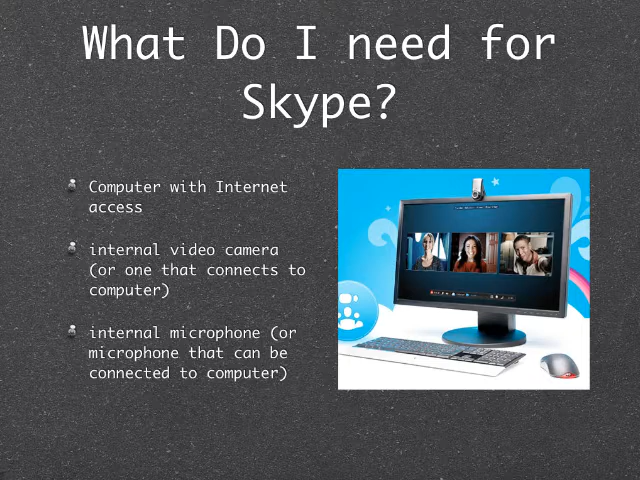 What Do I need for
Skype?
Computer with Internet
access
internal video camera
(or one that connects to
computer)
internal microphone (or
microphone that can be
connected to computer)